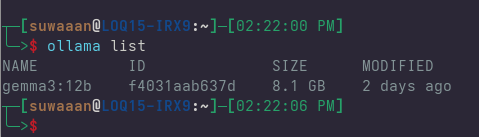 ┬─[suwaaan@LOQ15-IRX9:~]─[02:22:00 PM]
╰─>$ ollama list
NAME          ID              SIZE      MODIFIED
gemma3:12b    f4031aab637d    8.1 GB    2 days ago
┬─[suwaaan@LOQ15-IRX9:~]─[02:22:06 PM]
╰─>$